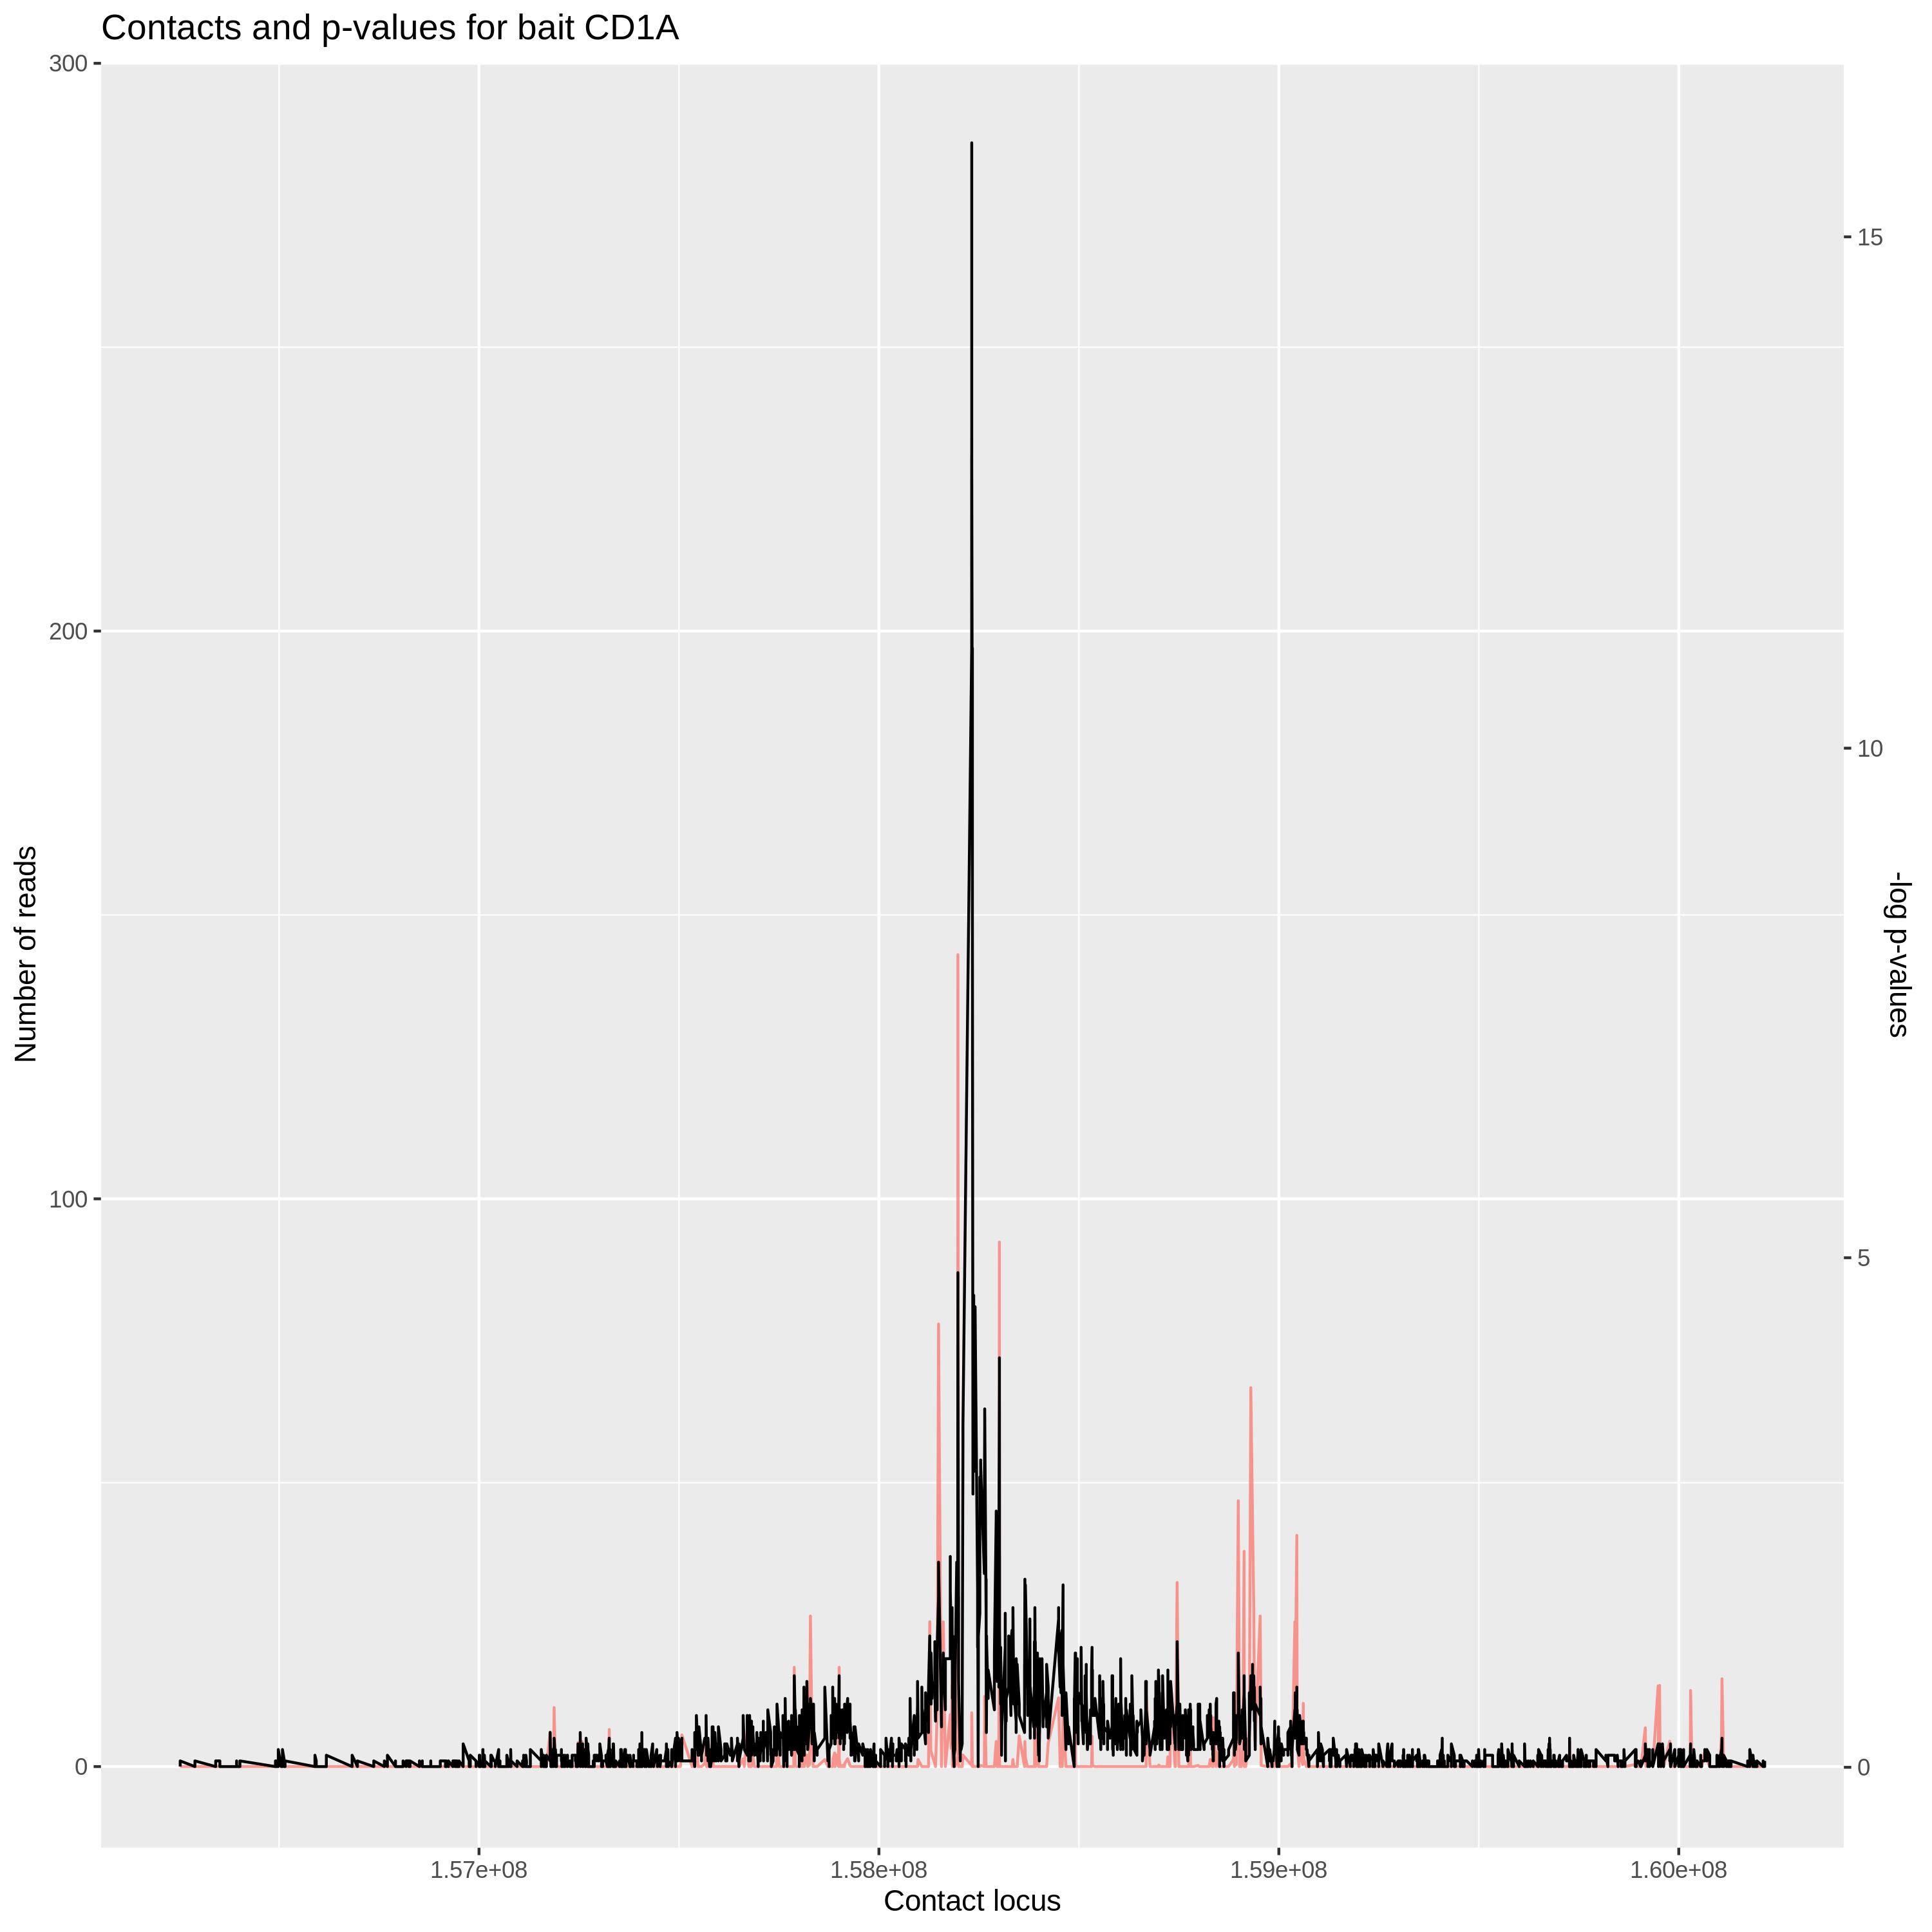 Contacts and p-values for bait CD1A
300
200
100
0
Number of reads
15
10
5
0
-log p-values
1.57e+08
1.58e+08
1.59e+08
1.60e+08
Contact locus